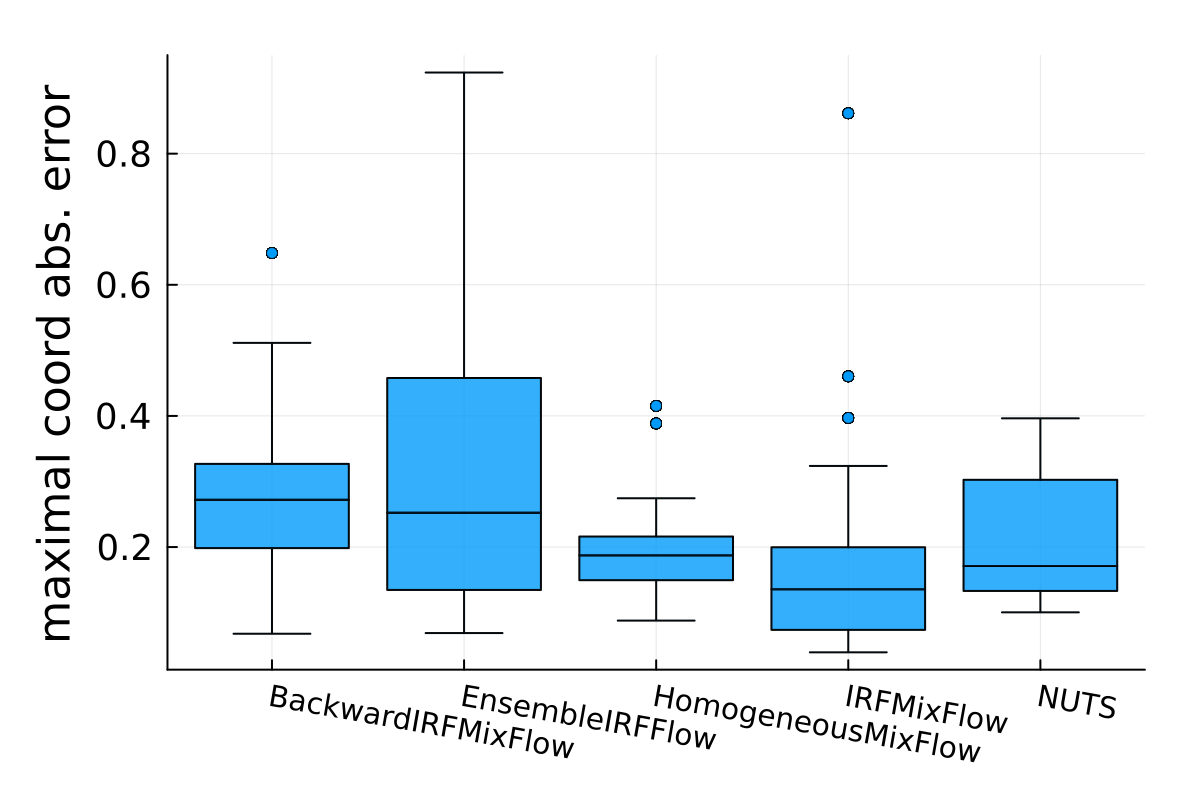 maximal coord abs. error
0.8
0.6
0.4
0.2
BackwardIRFMixFlow
EnsembleIRFFlow
HomogeneousMixFlow
IRFMixFlow
NUTS